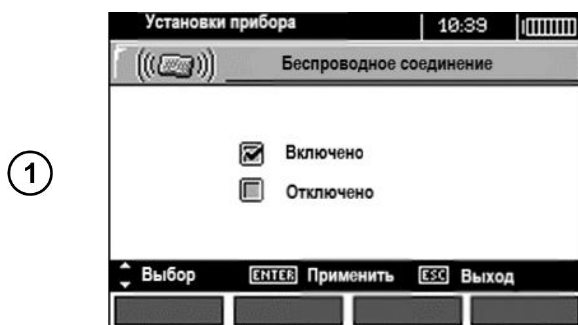 Установки прибора 10:39
Беспроводное соединение
1
Включено
Отключено
Выбор ENTER Применить ESC Выход